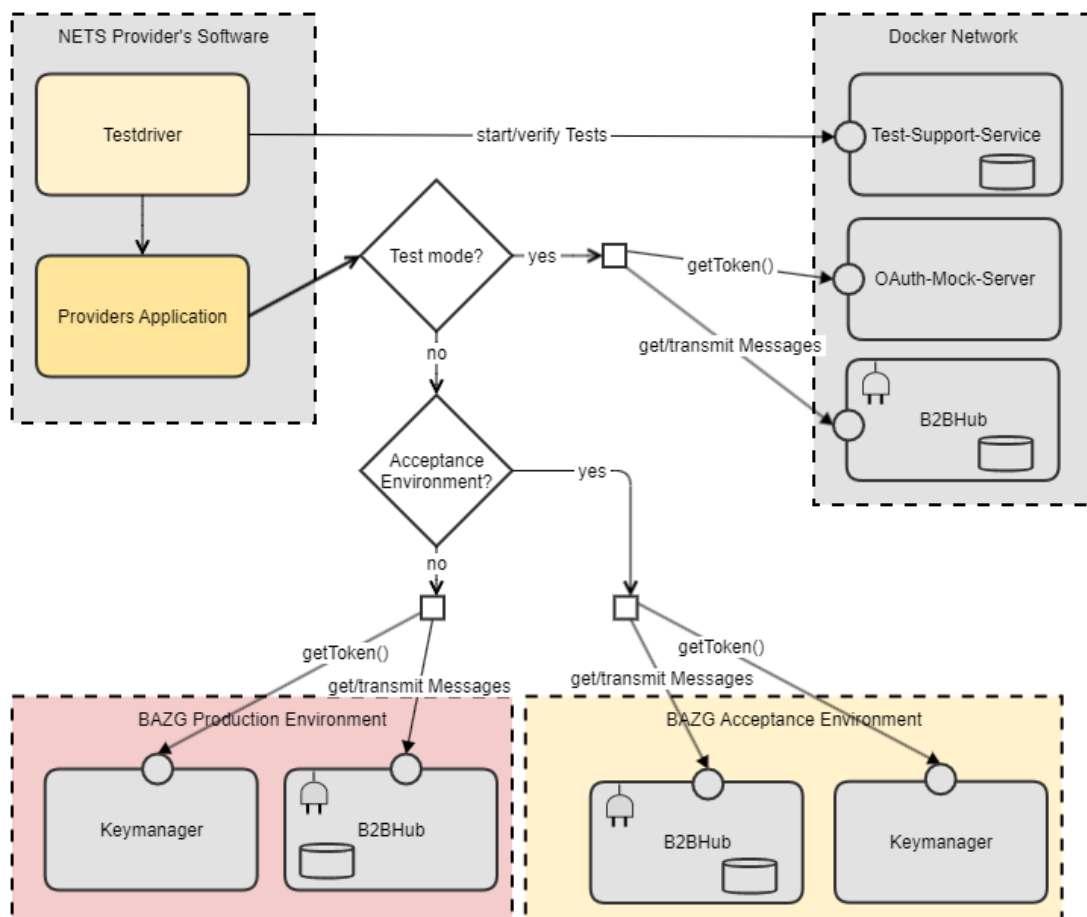 NETS Provider's Software
Docker Network
Testdriver
start/verify Tests
Test-Support-Service
Test mode?
yes
getToken()
OAuth-Mock-Server
Providers Application
get/transmit Messages
no
B2BHub
Acceptance
Environment?
yes
no
getToken()
get/transmit Messages
getToken()
get/transmit Messages
BAZG Production Environment
BAZG Acceptance Environment
Keymanager
B2BHub
B2BHub
Keymanager